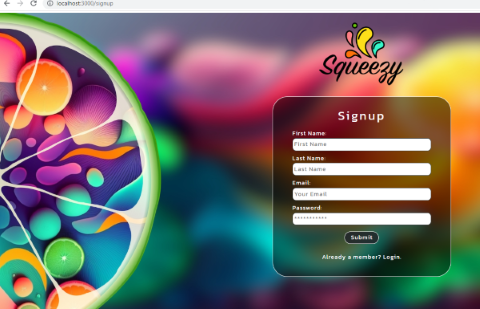 localhost:3000/signup
Squeezy
Signup
First Name:
First Name
Last Name:
Last Name
Email:
Your Email
Password:
***********
Submit
Already a member? Login.